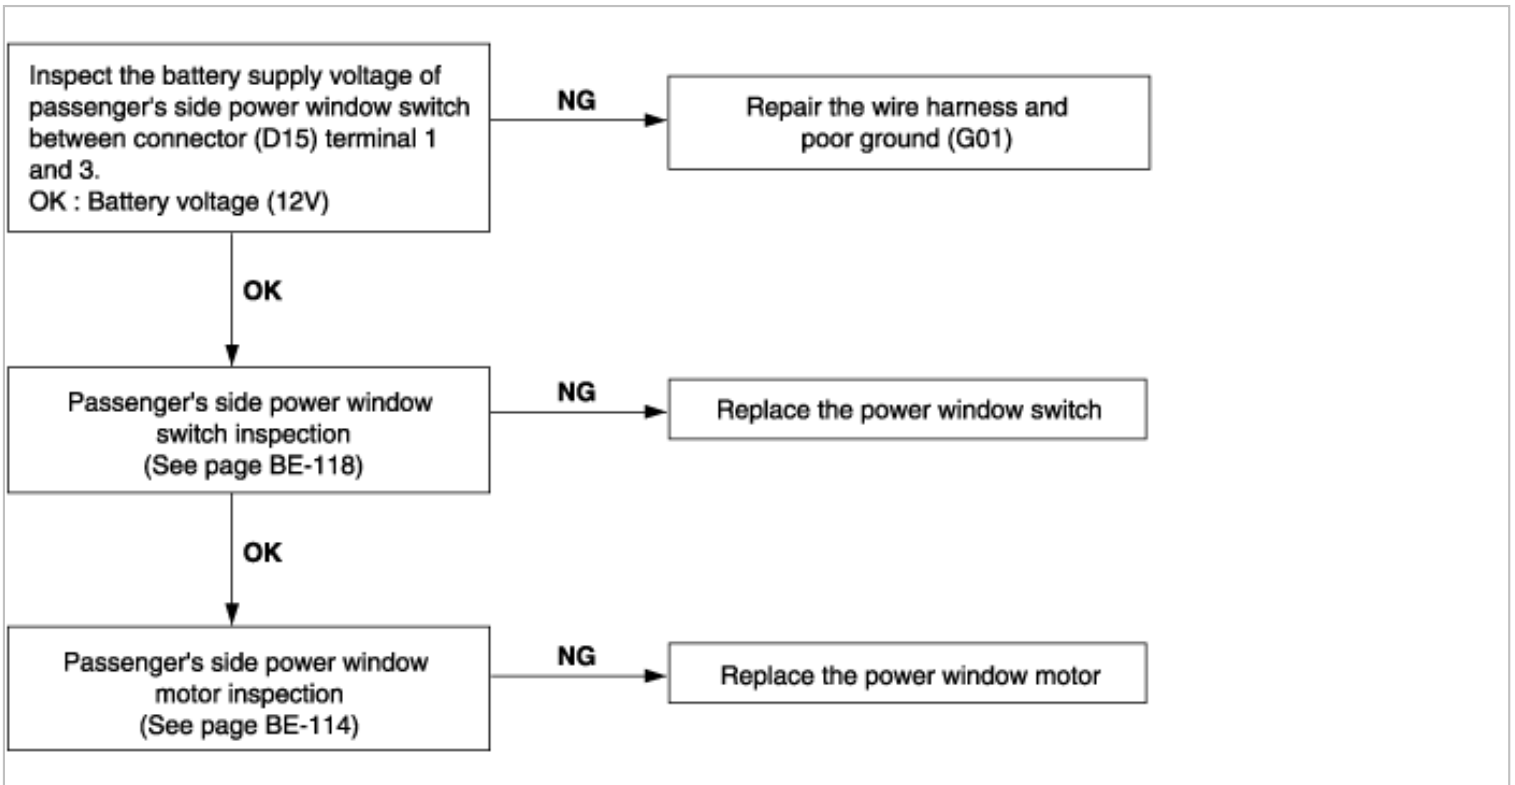 Inspect the battery supply voltage of
passenger's side power window switch
between connector (D15) terminal 1
and 3.
OK : Battery voltage (12V)
NG
Repair the wire harness and
poor ground (G01)
OK
Passenger's side power window
switch inspection
(See page BE-118)
NG
Replace the power window switch
OK
Passenger's side power window
motor inspection
(See page BE-114)
NG
Replace the power window motor